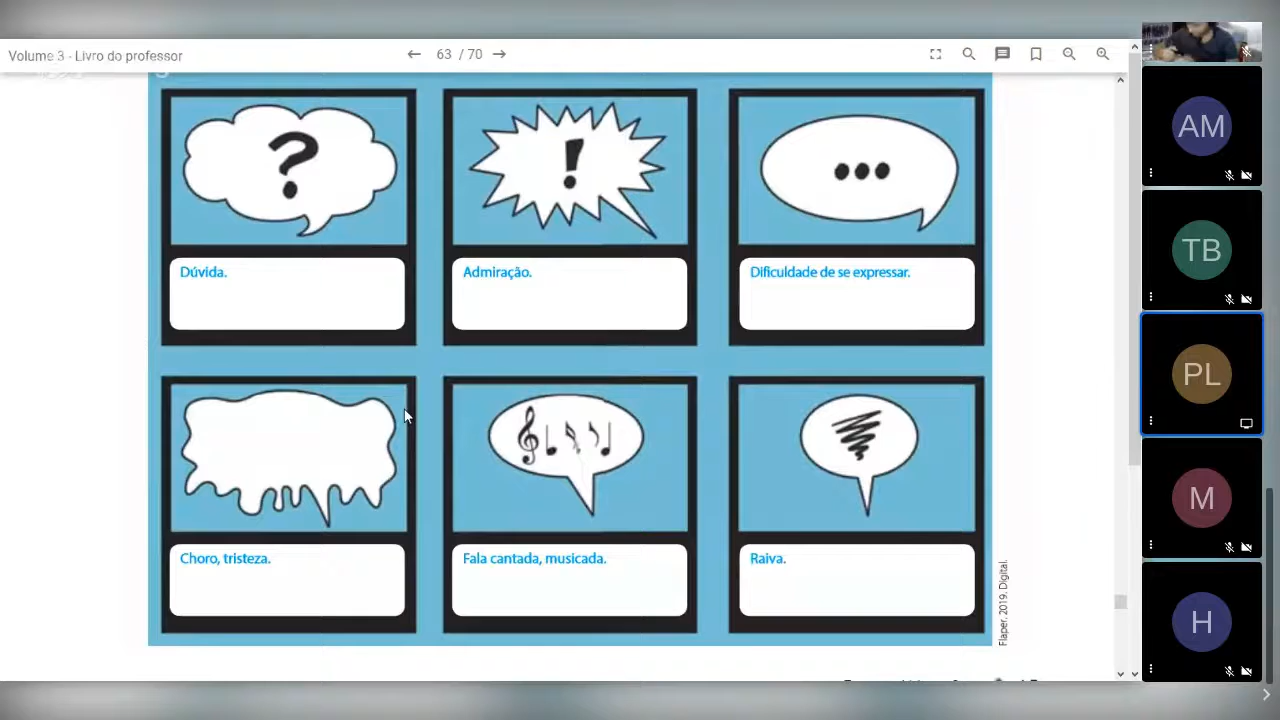 Volume 3 - Livro do professor
63 / 70
?
!
...
Dúvida.
Admiração.
Dificuldade de se expressar.
Choro, tristeza.
Fala cantada, musicada.
Raiva.
Flaper. 2019. Digital.
AM
TB
PL
M
H